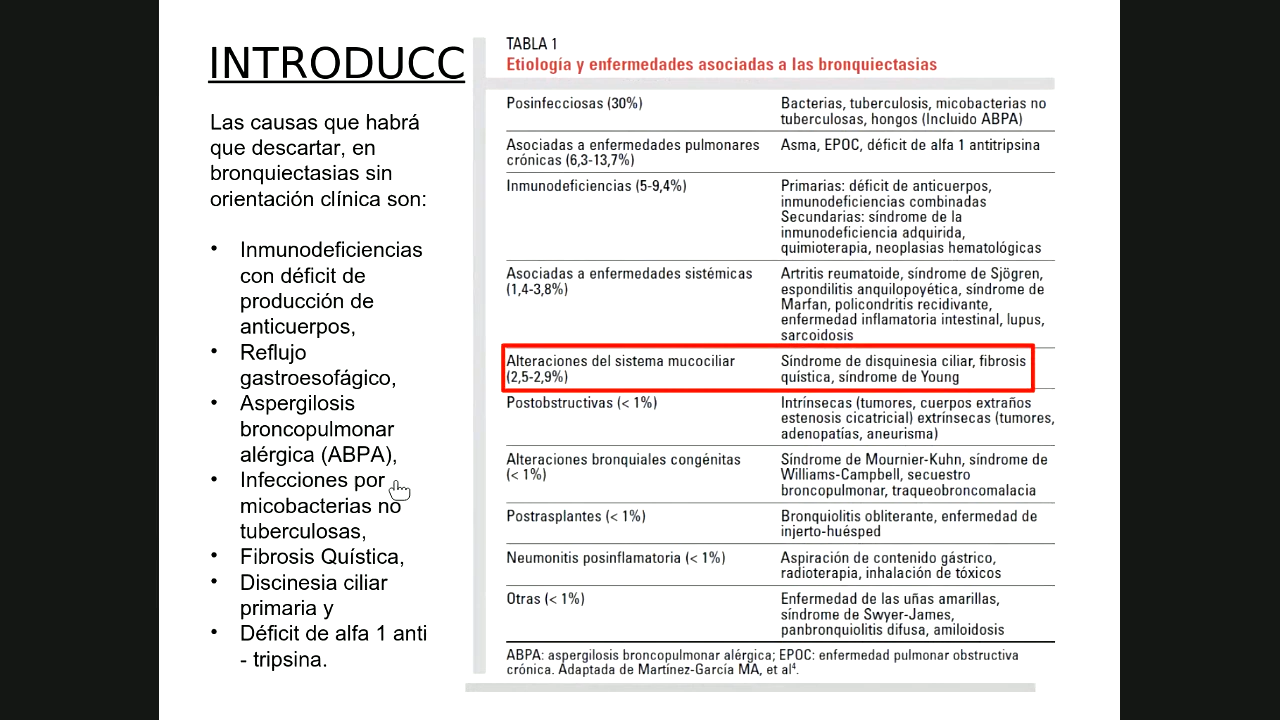 INTRODUCC
Las causas que habrá
que descartar, en
bronquiectasias sin
orientación clínica son:
• Inmunodeficiencias
con déficit de
producción de
anticuerpos,
• Reflujo
gastroesofágico,
• Aspergilosis
broncopulmonar
alérgica (ABPA),
• Infecciones por
micobacterias no
tuberculosas,
• Fibrosis Quística,
• Discinesia ciliar
primaria y
• Déficit de alfa 1 anti
- tripsina.
TABLA 1
Etiología y enfermedades asociadas a las bronquiectasias
Posinfecciosas (30%) Bacterias, tuberculosis, micobacterias no
tuberculosas, hongos (Incluido ABPA)
Asociadas a enfermedades pulmonares Asma, EPOC, déficit de alfa 1 antitripsina
crónicas (6,3-13,7%)
Inmunodeficiencias (5-9,4%) Primarias: déficit de anticuerpos,
inmunodeficiencias combinadas
Secundarias: síndrome de la
inmunodeficiencia adquirida,
quimioterapia, neoplasias hematológicas
Asociadas a enfermedades sistémicas Artritis reumatoide, síndrome de Sjögren,
(1,4-3,8%) espondilitis anquilopoyética, síndrome de
Marfan, policondritis recidivante,
enfermedad inflamatoria intestinal, lupus,
sarcoidosis
Alteraciones del sistema mucociliar Síndrome de disquinesia ciliar, fibrosis
(2,5-2,9%) quística, síndrome de Young
Postobstructivas (< 1%) Intrínsecas (tumores, cuerpos extraños
estenosis cicatricial) extrínsecas (tumores,
adenopatías, aneurisma)
Alteraciones bronquiales congénitas Síndrome de Mournier-Kuhn, síndrome de
(< 1%) Williams-Campbell, secuestro
broncopulmonar, traqueobroncomalacia
Postrasplantes (< 1%) Bronquiolitis obliterante, enfermedad de
injerto-huésped
Neumonitis posinflamatoria (< 1%) Aspiración de contenido gástrico,
radioterapia, inhalación de tóxicos
Otras (< 1%) Enfermedad de las uñas amarillas,
síndrome de Swyer-James,
panbronquiolitis difusa, amiloidosis
ABPA: aspergilosis broncopulmonar alérgica; EPOC: enfermedad pulmonar obstructiva
crónica. Adaptada de Martínez-García MA, et al⁴.